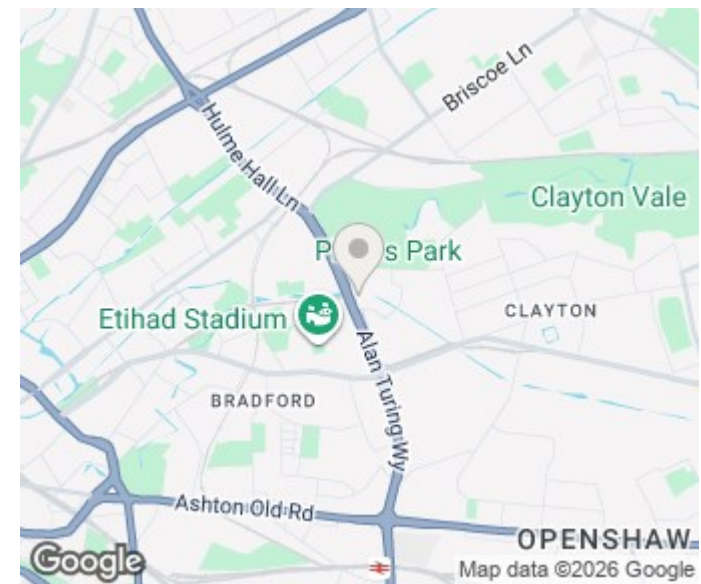 Briscoe Ln
Hulme Hall Ln
Clayton Vale
s Park
CLAYTON
Etihad Stadium
Alan Turing Wy
BRADFORD
Ashton Old Rd
OPENSHAW
Google
Map data ©2026 Google